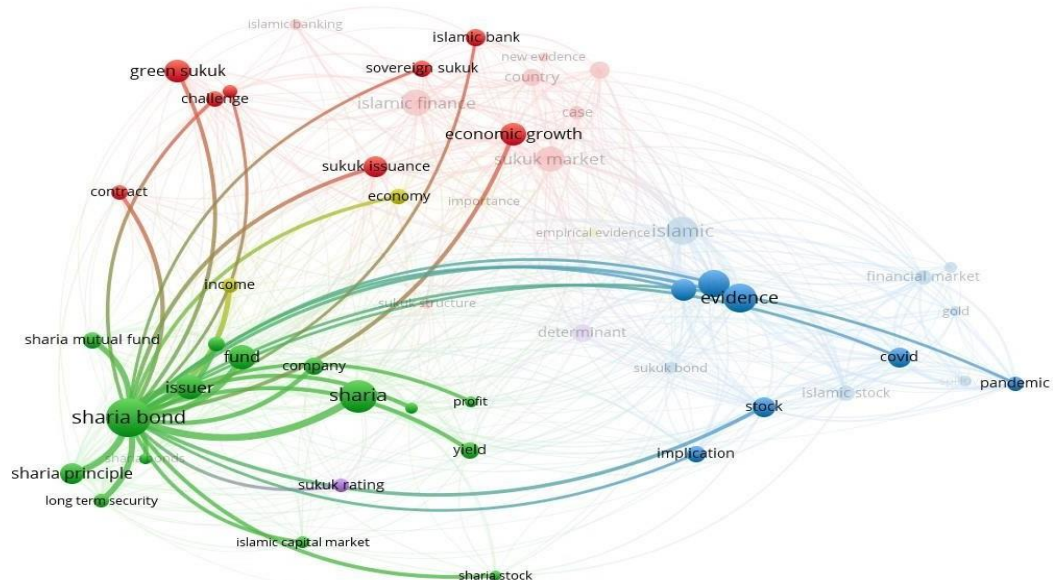 islamic banking
islamic bank
new evidence
green sukuk
sovereign sukuk
country
challenge
islamic finance
case
economic growth
sukuk market
sukuk issuance
contract
economy
importance
empirical evidence
islamic
financial market
income
evidence
sukuk structure
gold
sharia mutual fund
fund
determinant
covid
issuer
company
sukuk bond
pandemic
sharia
islamic stock
profit
stock
sharia bond
yield
implication
sharia bonds
sharia principle
sukuk rating
long term security
islamic capital market
sharia stock